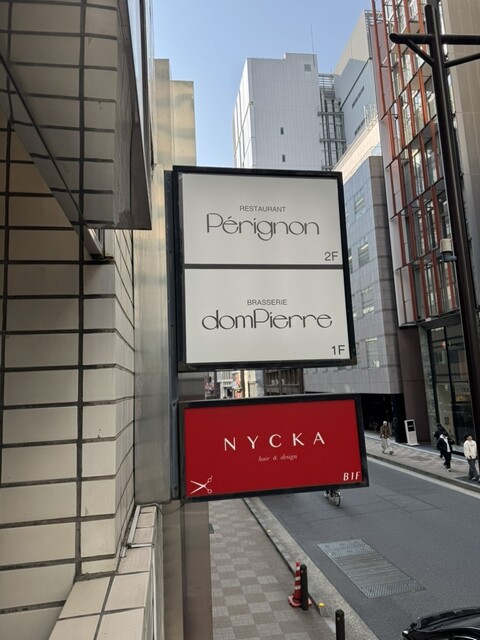 RESTAURANT
Pérignon
2F
BRASSERIE
domPierre
1F
NYCKA
hair & design
B1F